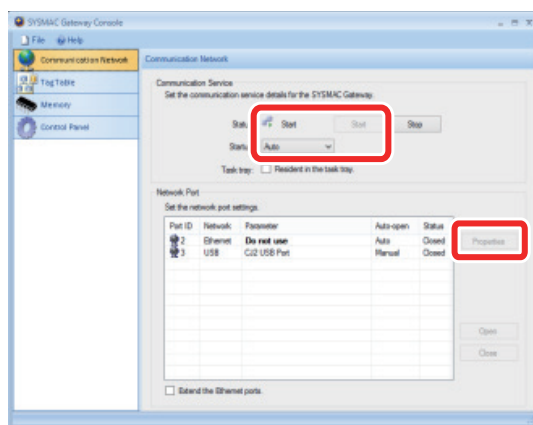 SYSMAC Gateway Console
File Help
Communication Network
Tag Table
Memory
Control Panel
Communication Network
Communication Service
Set the communication service details for the SYSMAC Gateway.
Statu Start Start Stop
Startu Auto
Task tray: Resident in the task tray.
Network Port
Set the network port settings.
Port ID Network Parameter Auto-open Status
2 Ethernet Do not use Auto Closed
3 USB CJ2 USB Port Manual Closed
Properties
Open
Close
Extend the Ethernet ports.